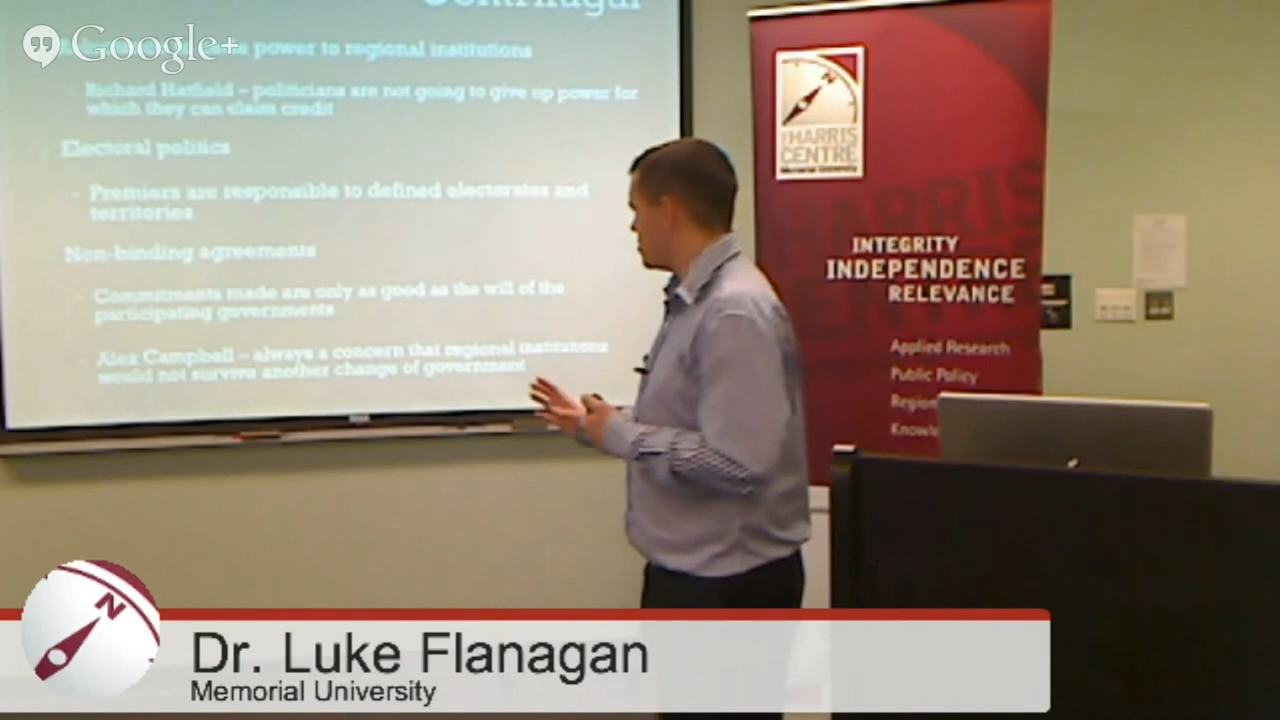 Centrifugal
Google+
power to regional institutions
Richard Hatfield – politicians are not going to give up power for
which they can claim credit
Electoral politics
- Premiers are responsible to defined electorates and
territories
Non-binding agreements
- Commitments made are only as good as the will of the
participating governments
- Alex Campbell – always a concern that regional institutions
would not survive another change of government
THE HARRIS
CENTRE
Memorial University
HARRIS
INTEGRITY
INDEPENDENCE
RELEVANCE
Applied Research
Public Policy
Region
Knowle
N
Dr. Luke Flanagan
Memorial University